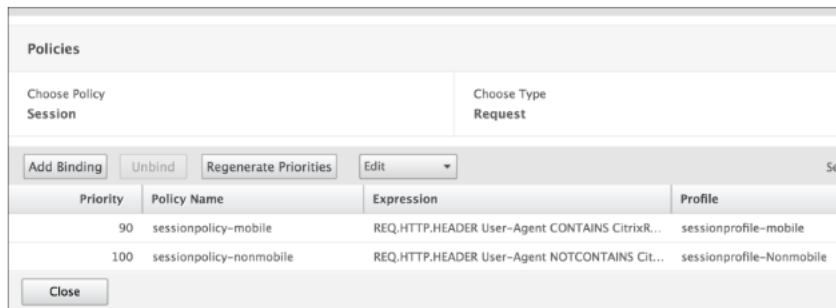 Policies
Choose Policy Choose Type
Session Request
Add Binding Unbind Regenerate Priorities Edit
Priority Policy Name Expression Profile
90 sessionpolicy-mobile REQ.HTTP.HEADER User-Agent CONTAINS CitrixR... sessionprofile-mobile
100 sessionpolicy-nonmobile REQ.HTTP.HEADER User-Agent NOTCONTAINS Cit... sessionprofile-Nonmobile
Close